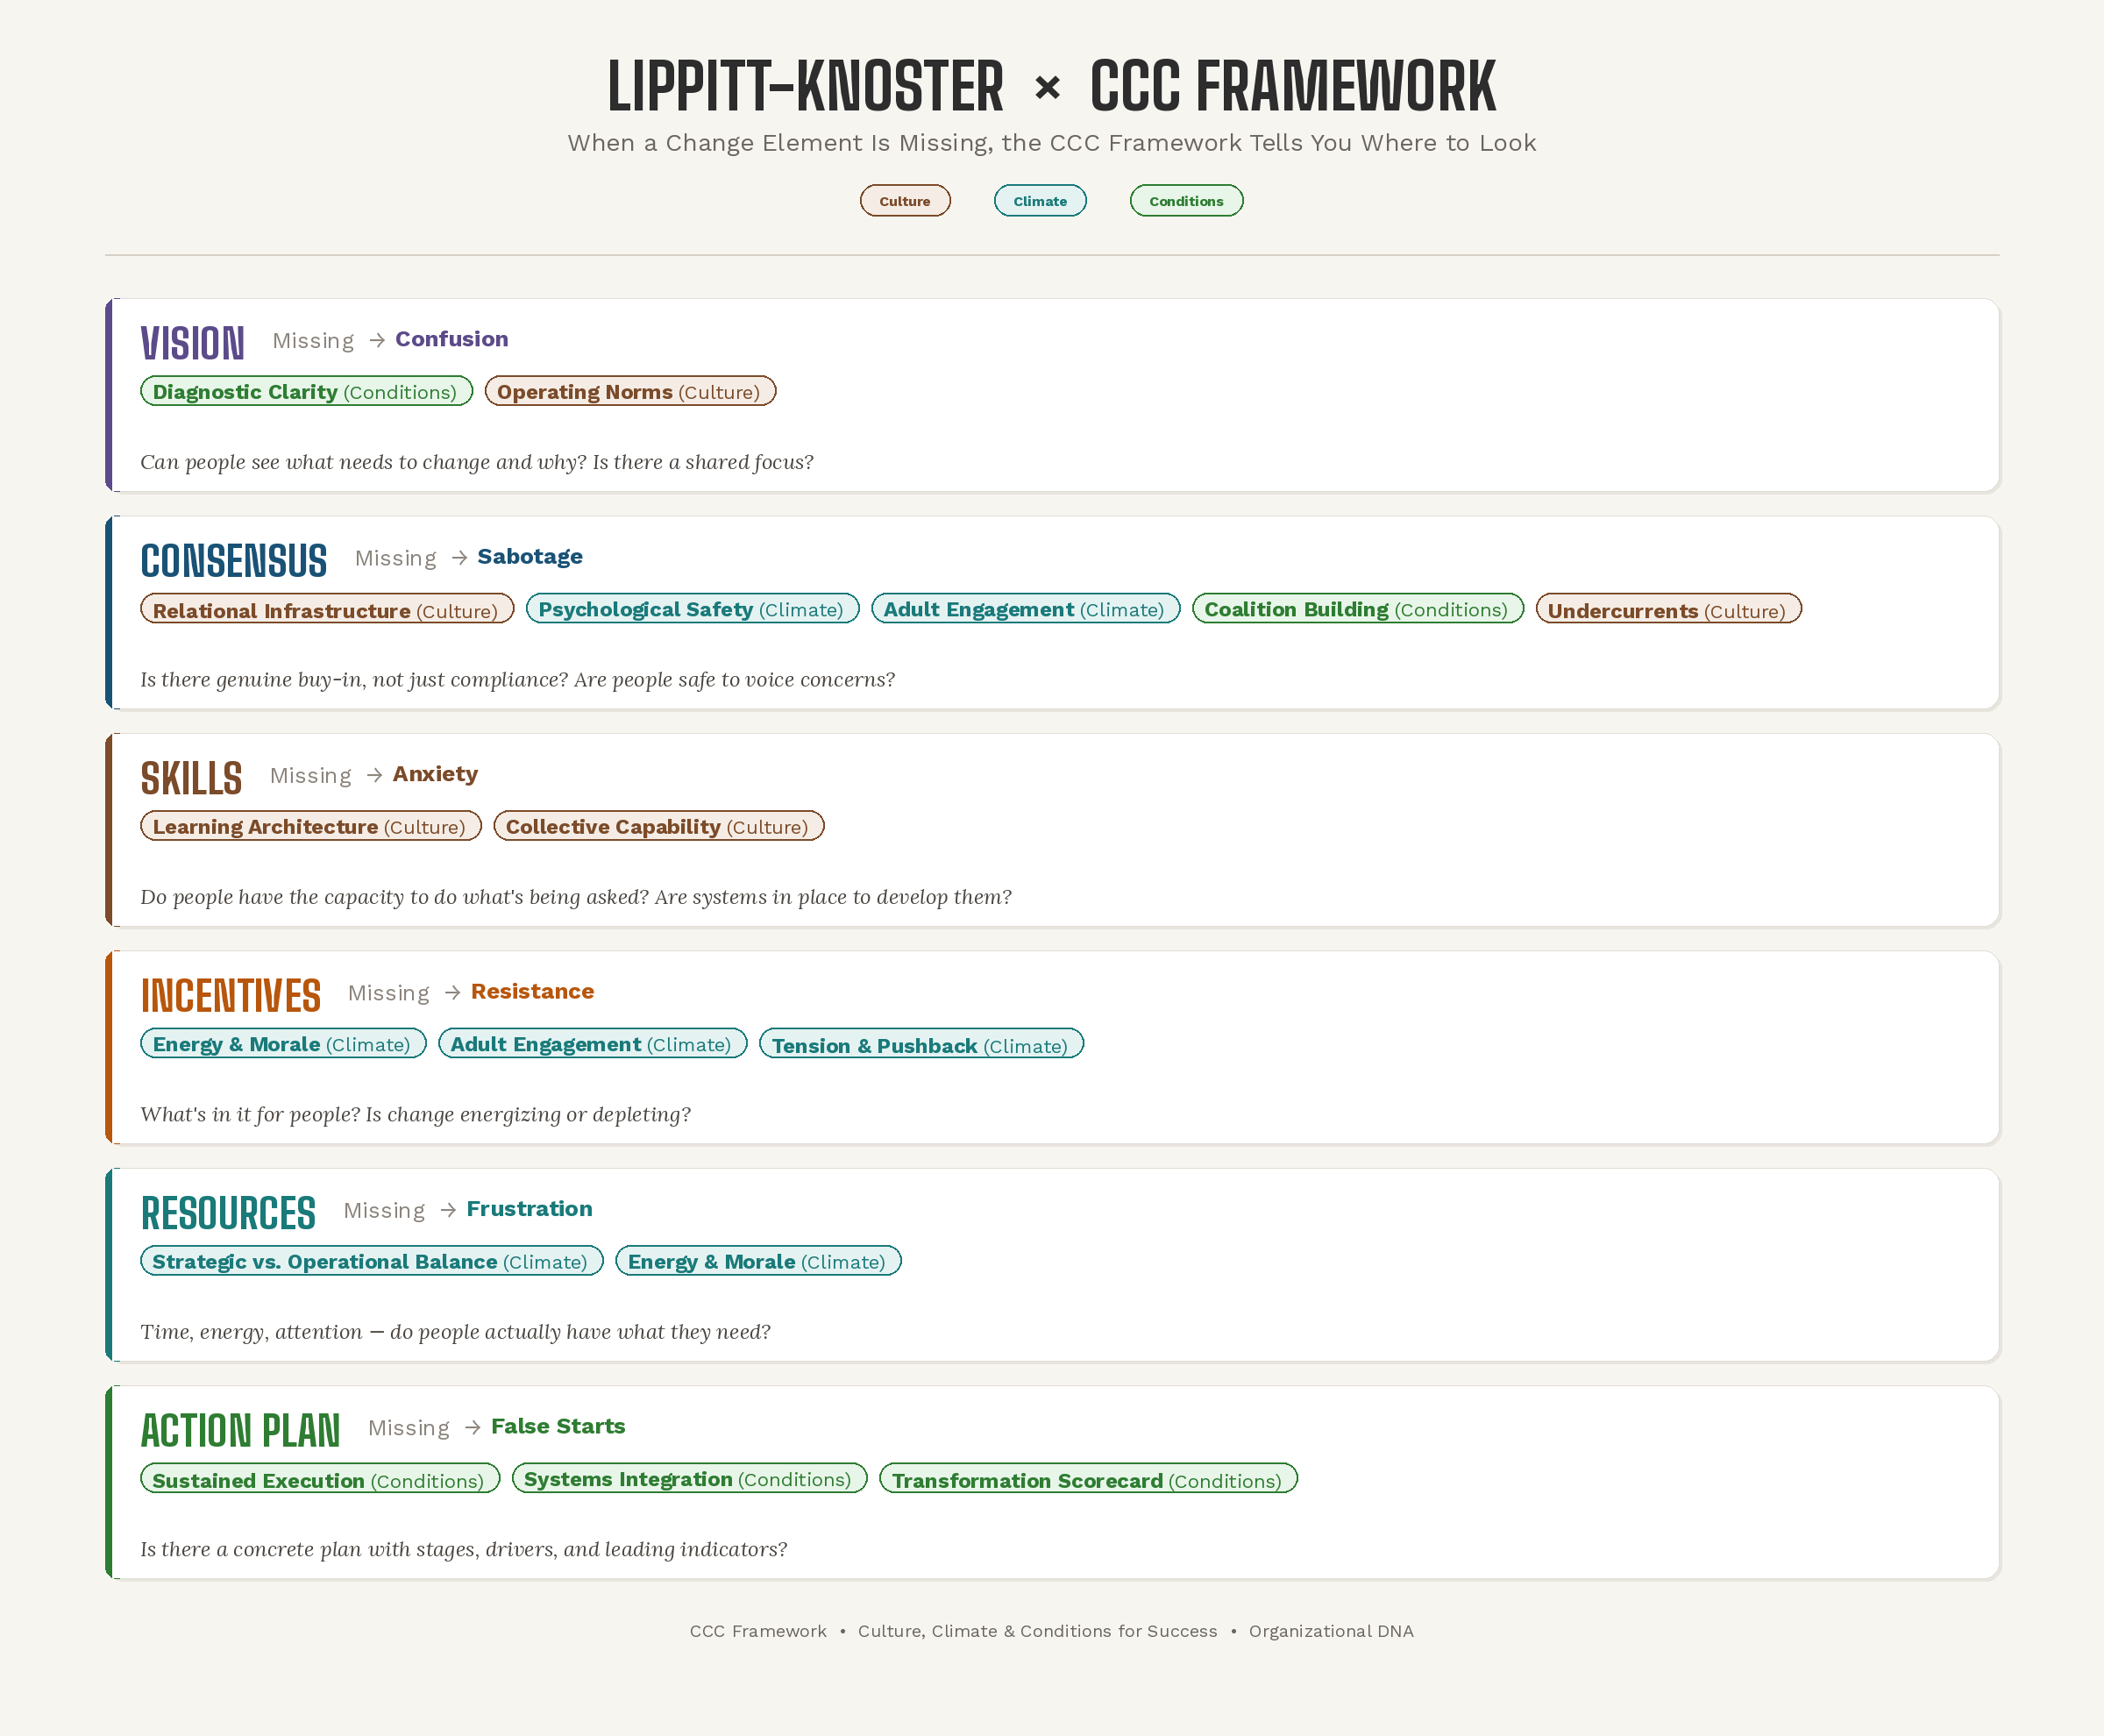 LIPPITT–KNOSTER × CCC FRAMEWORK
When a Change Element Is Missing, the CCC Framework Tells You Where to Look
Culture Climate Conditions
VISION Missing → Confusion
Diagnostic Clarity (Conditions) Operating Norms (Culture)
Can people see what needs to change and why? Is there a shared focus?
CONSENSUS Missing → Sabotage
Relational Infrastructure (Culture) Psychological Safety (Climate) Adult Engagement (Climate) Coalition Building (Conditions) Undercurrents (Culture)
Is there genuine buy-in, not just compliance? Are people safe to voice concerns?
SKILLS Missing → Anxiety
Learning Architecture (Culture) Collective Capability (Culture)
Do people have the capacity to do what's being asked? Are systems in place to develop them?
INCENTIVES Missing → Resistance
Energy & Morale (Climate) Adult Engagement (Climate) Tension & Pushback (Climate)
What's in it for people? Is change energizing or depleting?
RESOURCES Missing → Frustration
Strategic vs. Operational Balance (Climate) Energy & Morale (Climate)
Time, energy, attention — do people actually have what they need?
ACTION PLAN Missing → False Starts
Sustained Execution (Conditions) Systems Integration (Conditions) Transformation Scorecard (Conditions)
Is there a concrete plan with stages, drivers, and leading indicators?
CCC Framework • Culture, Climate & Conditions for Success • Organizational DNA